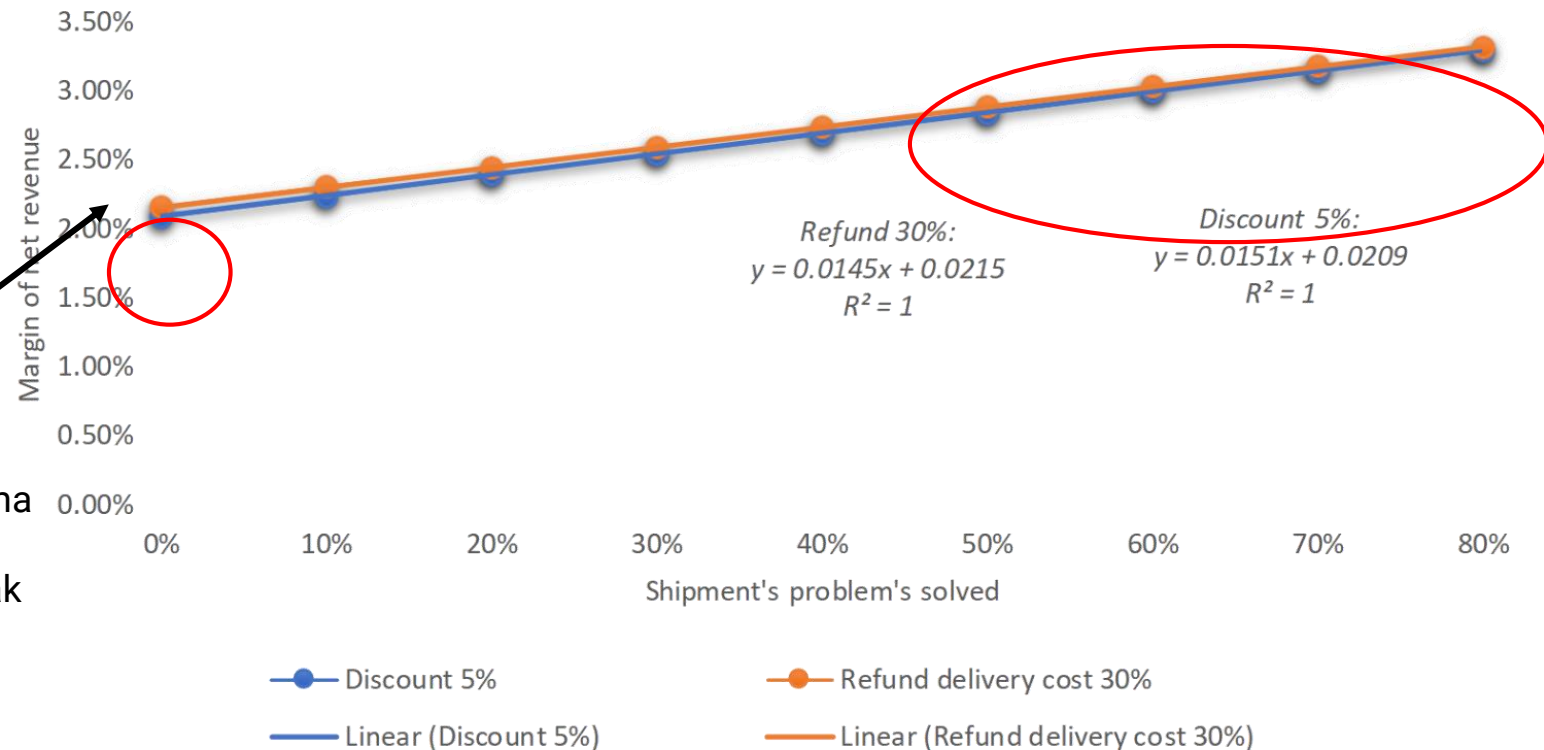 3.50%
3.00%
2.50%
2.00%
1.50%
1.00%
0.50%
0.00%
Margin of net revenue
Refund 30%:
y = 0.0145x + 0.0215
R² = 1
Discount 5%:
y = 0.0151x + 0.0209
R² = 1
0% 10% 20% 30% 40% 50% 60% 70% 80%
Shipment's problem's solved
Discount 5% Refund delivery cost 30%
Linear (Discount 5%) Linear (Refund delivery cost 30%)